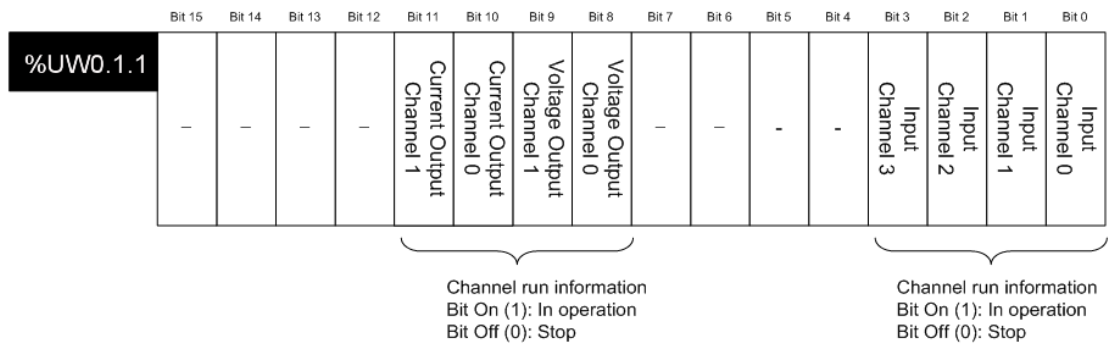 Bit 15 Bit 14 Bit 13 Bit 12 Bit 11 Bit 10 Bit 9 Bit 8 Bit 7 Bit 6 Bit 5 Bit 4 Bit 3 Bit 2 Bit 1 Bit 0
%UW0.1.1
–
–
–
–
Current Output
Channel 1
Current Output
Channel 0
Voltage Output
Channel 1
Voltage Output
Channel 0
–
–
-
-
Input
Channel 3
Input
Channel 2
Input
Channel 1
Input
Channel 0
Channel run information
Bit On (1): In operation
Bit Off (0): Stop
Channel run information
Bit On (1): In operation
Bit Off (0): Stop